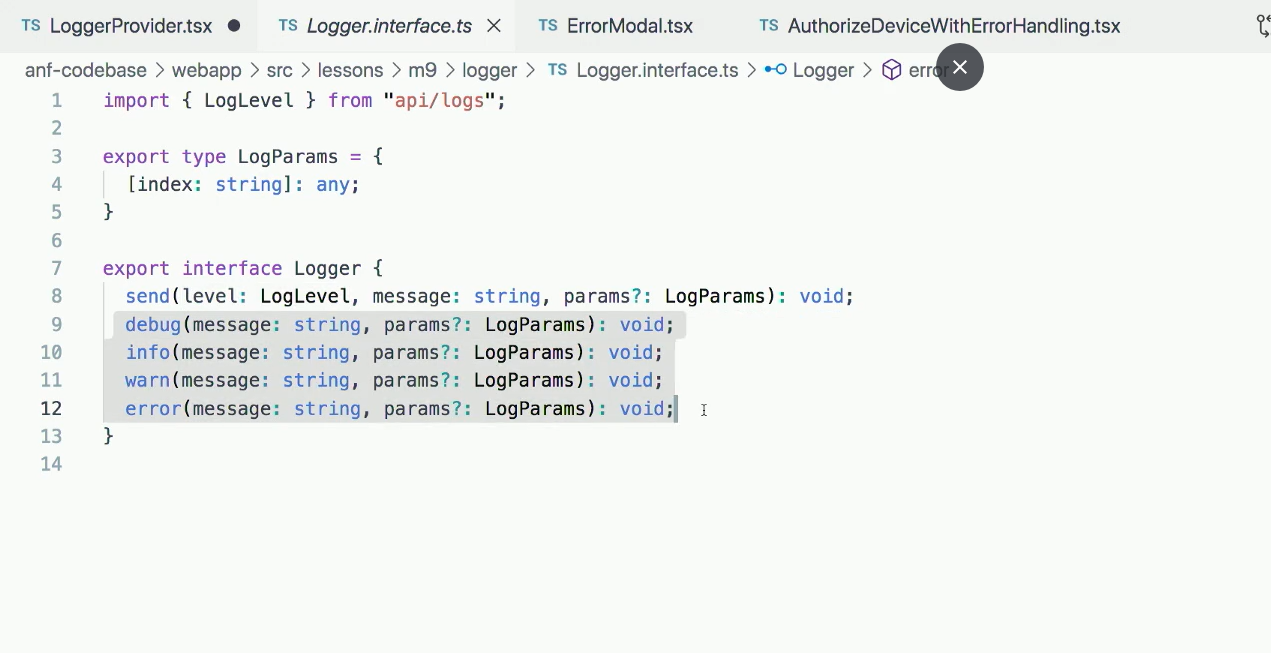 TS LoggerProvider.tsx ● TS Logger.interface.ts × TS ErrorModal.tsx TS AuthorizeDeviceWithErrorHandling.tsx
anf-codebase > webapp > src > lessons > m9 > logger > TS Logger.interface.ts > Logger > error
1 import { LogLevel } from "api/logs";
2
3 export type LogParams = {
4 [index: string]: any;
5 }
6
7 export interface Logger {
8 send(level: LogLevel, message: string, params?: LogParams): void;
9 debug(message: string, params?: LogParams): void;
10 info(message: string, params?: LogParams): void;
11 warn(message: string, params?: LogParams): void;
12 error(message: string, params?: LogParams): void;
13 }
14